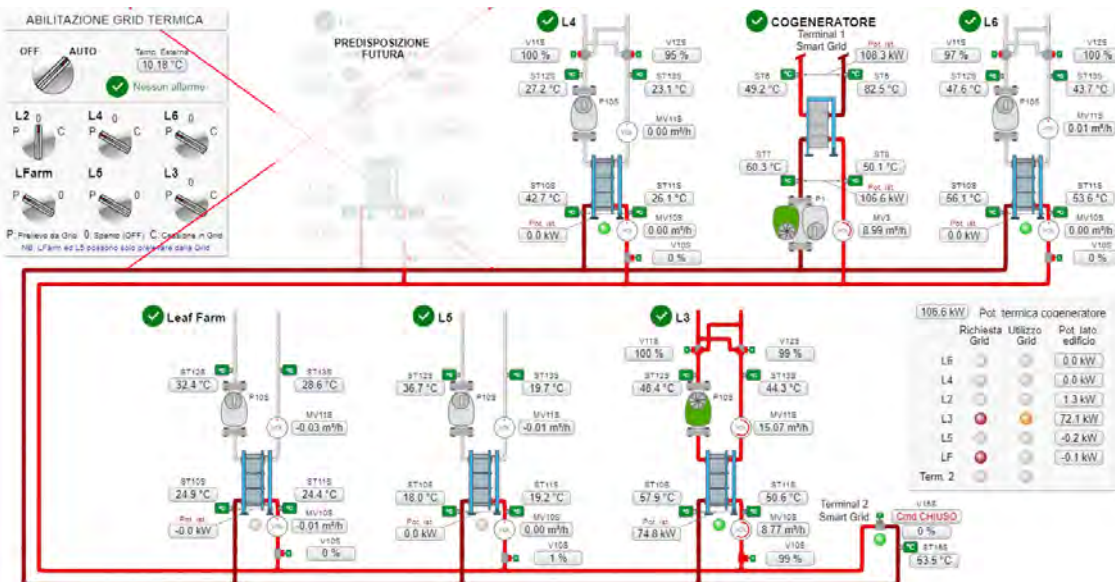 ABILITAZIONE GRID TERMICA
OFF
AUTO
Temp. Esterna
10.18 °C
Nessun allarme
L2
0
P
C
L4
0
P
C
L6
0
P
C
LFarm
P
0
L5
P
0
L3
0
P
C
P: Prelievo da Grid 0: Spento (OFF) C: Cessione in Grid
NB: LFarm ed L5 possono solo prelevare dalla Grid
PREDISPOSIZIONE
FUTURA
L4
V11S
100 %
V12S
95 %
ST12S
27.2 °C
ST13S
23.1 °C
P10S
MV11S
0.00 m³/h
ST10S
42.7 °C
ST11S
26.1 °C
Pot. ist.
0.0 kW
MV10S
0.00 m³/h
V10S
0 %
COGENERATORE
Terminal 1
Smart Grid
Pot. ist.
108.3 kW
49.2 °C
82.5 °C
ST7
60.3 °C
50.1 °C
Pot. ist.
106.6 kW
P1
MV3
8.99 m³/h
L6
V11S
97 %
V12S
100 %
ST12S
47.6 °C
ST13S
43.7 °C
P10S
MV11S
0.01 m³/h
ST10S
56.1 °C
ST11S
53.6 °C
Pot. ist.
0.0 kW
MV10S
0.00 m³/h
V10S
0 %
Leaf Farm
ST12S
32.4 °C
ST13S
28.6 °C
P10S
MV11S
-0.03 m³/h
ST10S
24.9 °C
ST11S
24.4 °C
Pot. ist.
-0.0 kW
MV10S
-0.01 m³/h
V10S
0 %
L5
ST12S
36.7 °C
ST13S
19.7 °C
P10S
MV11S
-0.01 m³/h
ST10S
18.0 °C
ST11S
19.2 °C
Pot. ist.
0.0 kW
MV10S
0.00 m³/h
V10S
1 %
L3
V11S
100 %
V12S
99 %
ST12S
48.4 °C
ST13S
44.3 °C
P10S
MV11S
15.07 m³/h
ST10S
57.9 °C
ST11S
50.6 °C
Pot. ist.
74.8 kW
MV10S
8.77 m³/h
V10S
99 %
Terminal 2
Smart Grid
Cmd CHIUSO
0 %
53.5 °C
106.6 kW Pot. termica cogeneratore
Richiesta Grid Utilizzo Grid Pot. lato edificio
L6 0.0 kW
L4 0.0 kW
L2 1.3 kW
L3 72.1 kW
L5 -0.2 kW
LF -0.1 kW
Term. 2